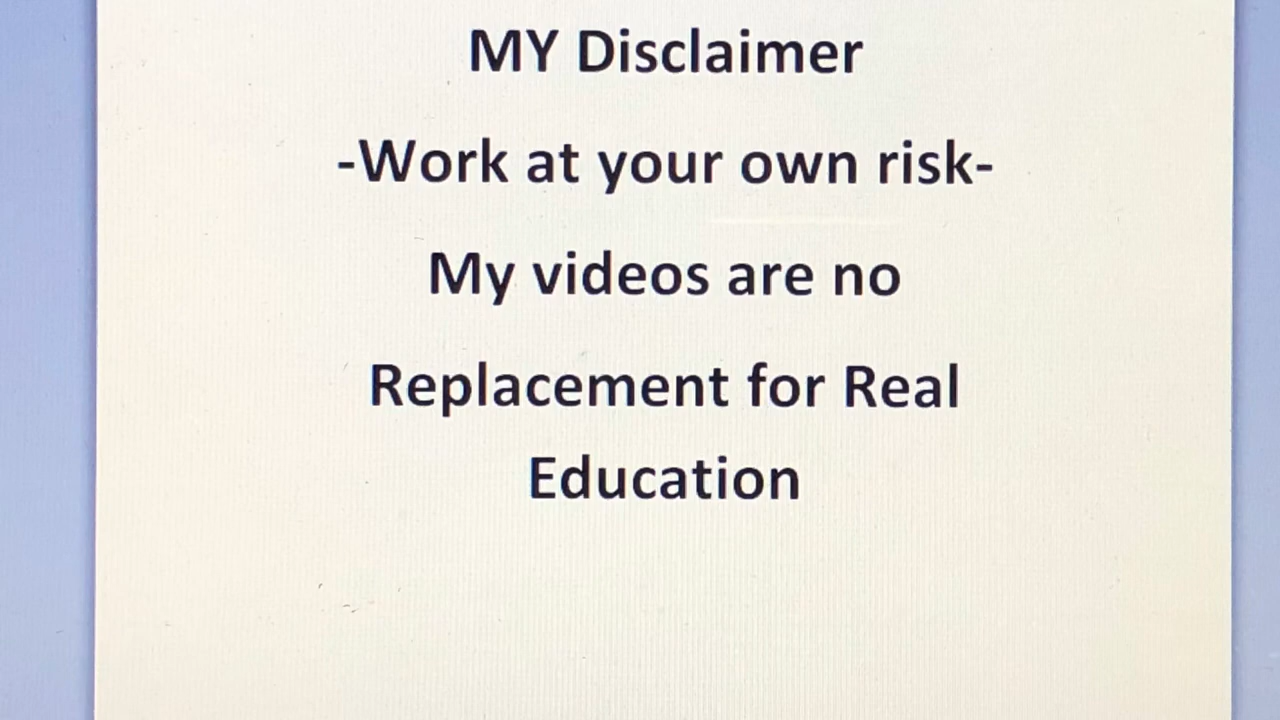 MY Disclaimer
-Work at your own risk-
My videos are no
Replacement for Real
Education